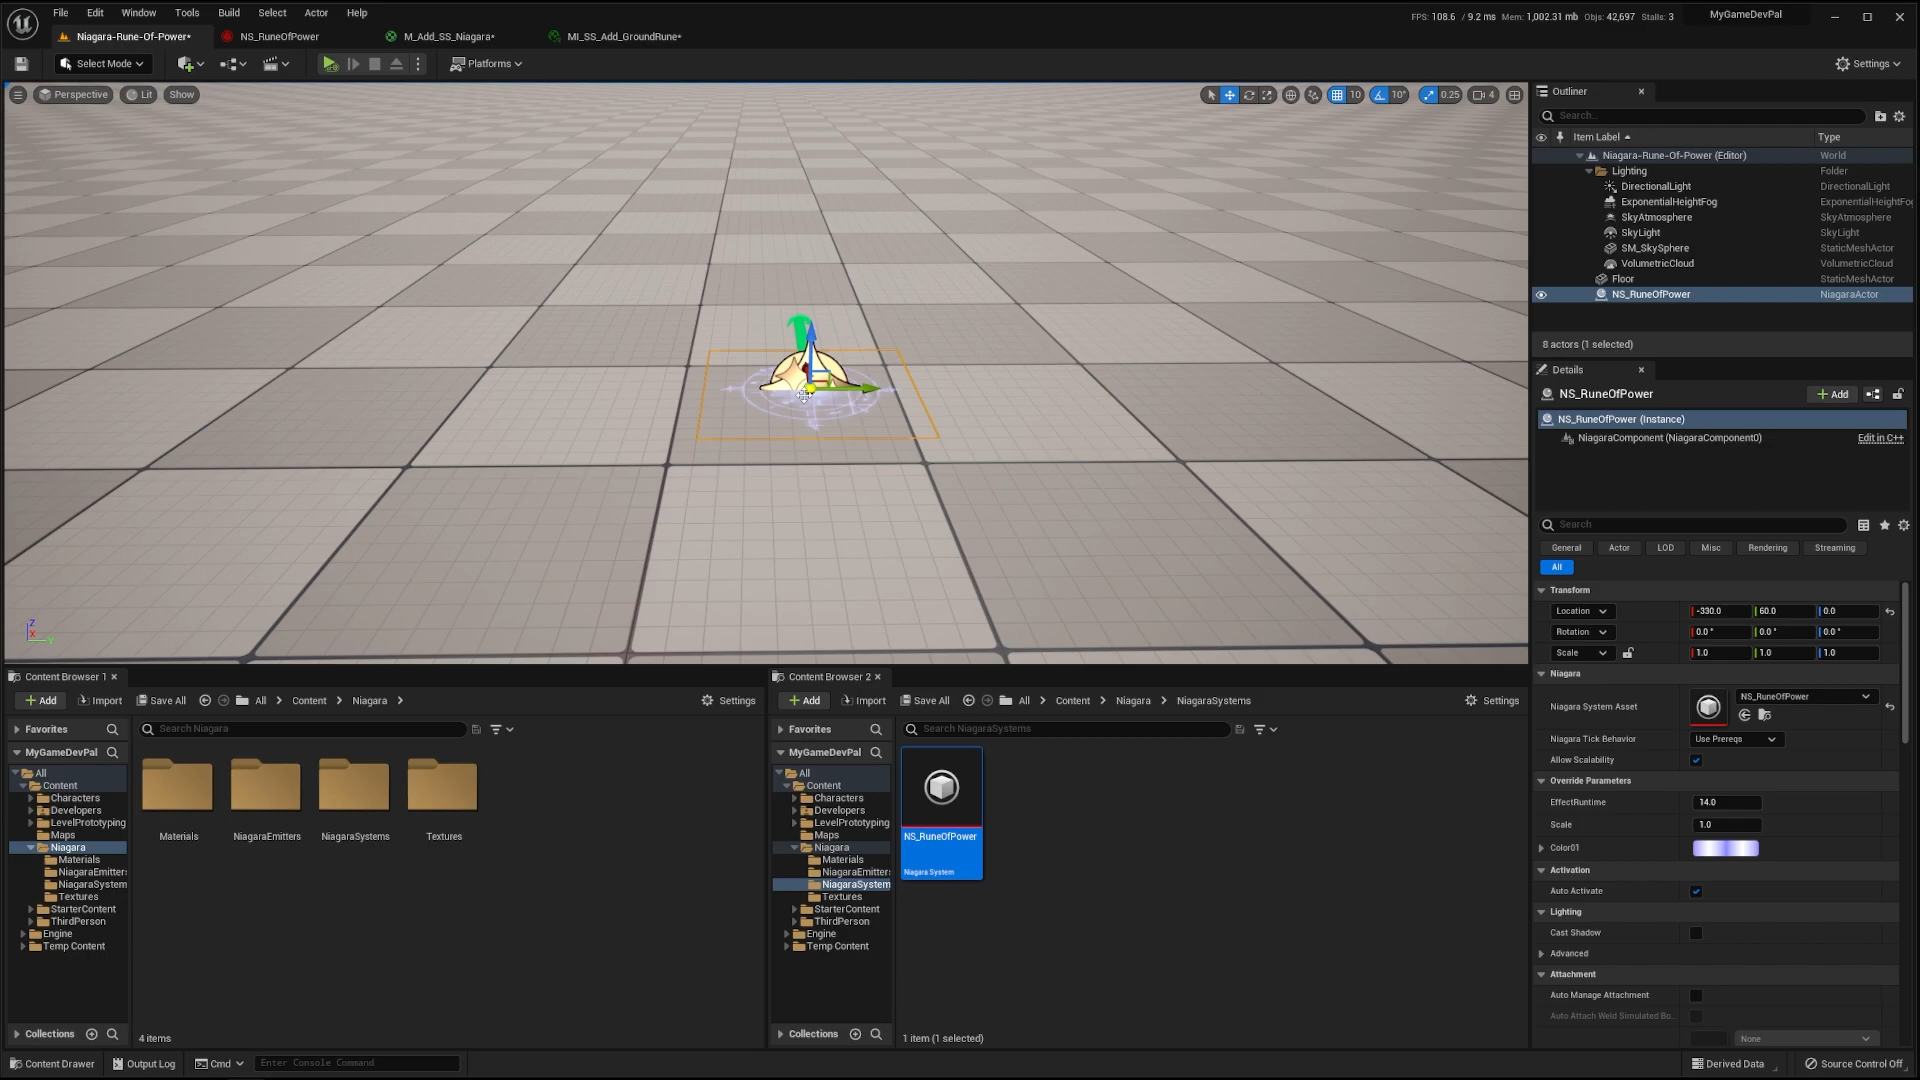 File Edit Window Tools Build Select Actor Help
FPS: 108.6 / 9.2 ms Mem: 1,002.31 mb Objs: 42,697 Stalls: 3 MyGameDevPal
Niagara-Rune-Of-Power* NS_RuneOfPower M_Add_SS_Niagara* MI_SS_Add_GroundRune*
Select Mode Platforms Settings
Perspective Lit Show 10 10° 0.25 4
Outliner
Search...
Item Label Type
Niagara-Rune-Of-Power (Editor) World
Lighting Folder
DirectionalLight DirectionalLight
ExponentialHeightFog ExponentialHeightFog
SkyAtmosphere SkyAtmosphere
SkyLight SkyLight
SM_SkySphere StaticMeshActor
VolumetricCloud VolumetricCloud
Floor StaticMeshActor
NS_RuneOfPower NiagaraActor
8 actors (1 selected)
Details
NS_RuneOfPower Add
NS_RuneOfPower (Instance)
NiagaraComponent (NiagaraComponent0) Edit in C++
Search
General Actor LOD Misc Rendering Streaming
All
Transform
Location -330.0 60.0 0.0
Rotation 0.0° 0.0° 0.0°
Scale 1.0 1.0 1.0
Niagara
Niagara System Asset NS_RuneOfPower
Niagara Tick Behavior Use Prereqs
Allow Scalability
Override Parameters
EffectRuntime 14.0
Scale 1.0
Color01
Activation
Auto Activate
Lighting
Cast Shadow
Advanced
Attachment
Auto Manage Attachment
Auto Attach Weld Simulated Bo..
None
Z
X Y
Content Browser 1
Add Import Save All All Content Niagara Settings
Favorites Search Niagara
MyGameDevPal
All
Content
Characters
Developers
LevelPrototyping
Maps
Niagara
Materials
NiagaraEmitters
NiagaraSystem
Textures
StarterContent
ThirdPerson
Engine
Temp Content
Materials NiagaraEmitters NiagaraSystems Textures
Collections 4 items
Content Browser 2
Add Import Save All All Content Niagara NiagaraSystems Settings
Favorites Search NiagaraSystems
MyGameDevPal
All
Content
Characters
Developers
LevelPrototyping
Maps
Niagara
Materials
NiagaraEmitters
NiagaraSystem
Textures
StarterContent
ThirdPerson
Engine
Temp Content
NS_RuneOfPower
Niagara System
Collections 1 item (1 selected)
Content Drawer Output Log Cmd Enter Console Command Derived Data Source Control Off